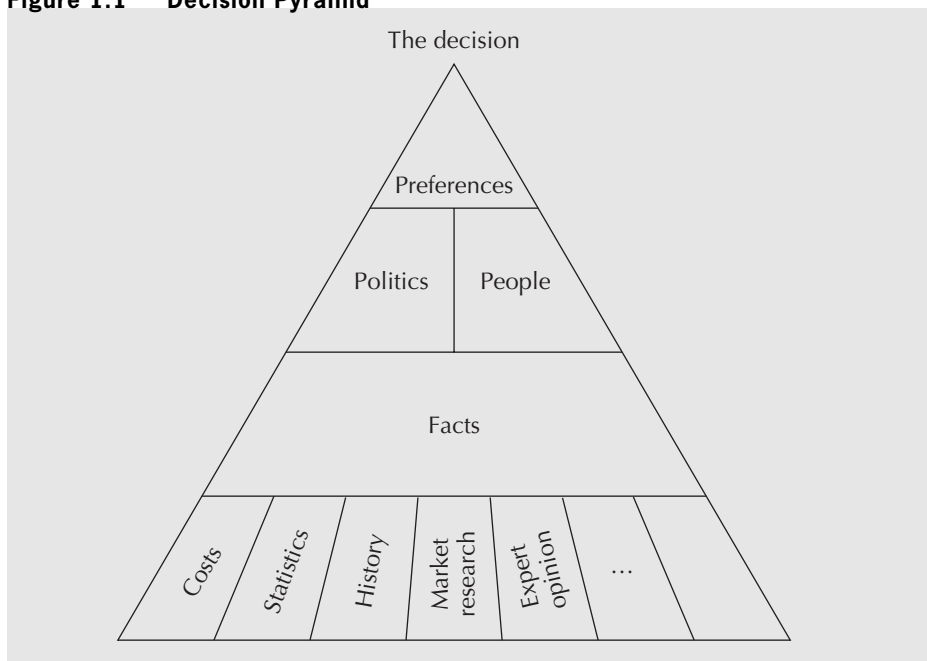 Figure 1.1 Decision Pyramid
The decision
Preferences
Politics
People
Facts
Costs
Statistics
History
Market
research
Expert
opinion
...